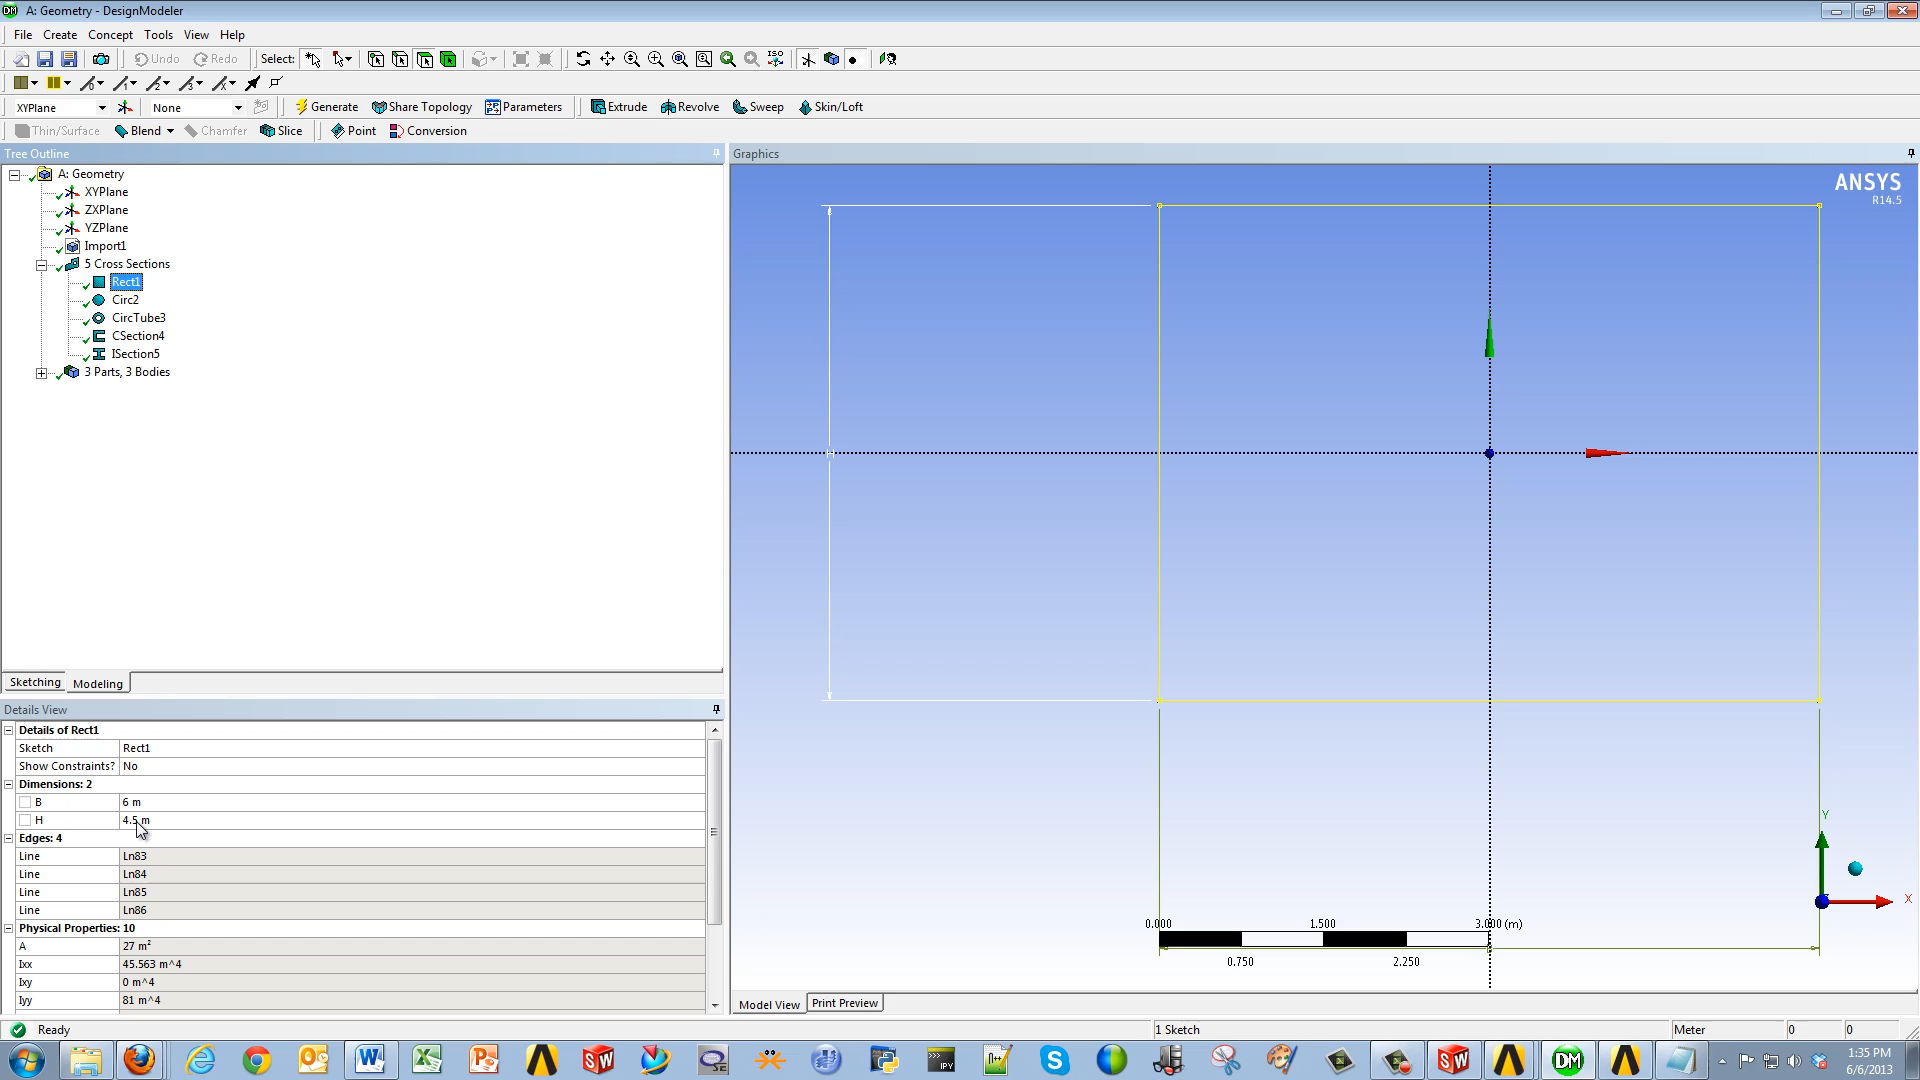 A: Geometry - DesignModeler
File Create Concept Tools View Help
Undo Redo Select:
XYPlane None Generate Share Topology Parameters Extrude Revolve Sweep Skin/Loft
Thin/Surface Blend Chamfer Slice Point Conversion
Tree Outline
A: Geometry
XYPlane
ZXPlane
YZPlane
Import1
5 Cross Sections
Rect1
Circ2
CircTube3
CSection4
ISection5
3 Parts, 3 Bodies
Sketching Modeling
Details View
Details of Rect1
Sketch Rect1
Show Constraints? No
Dimensions: 2
B 6 m
H 4.5 m
Edges: 4
Line Ln83
Line Ln84
Line Ln85
Line Ln86
Physical Properties: 10
A 27 m²
Ixx 45.563 m^4
Ixy 0 m^4
Iyy 81 m^4
Graphics
ANSYS
R14.5
H
Y
X
0.000 1.500 3.000 (m)
0.750 2.250
Model View Print Preview
Ready 1 Sketch Meter 0 0
1:35 PM
6/6/2013